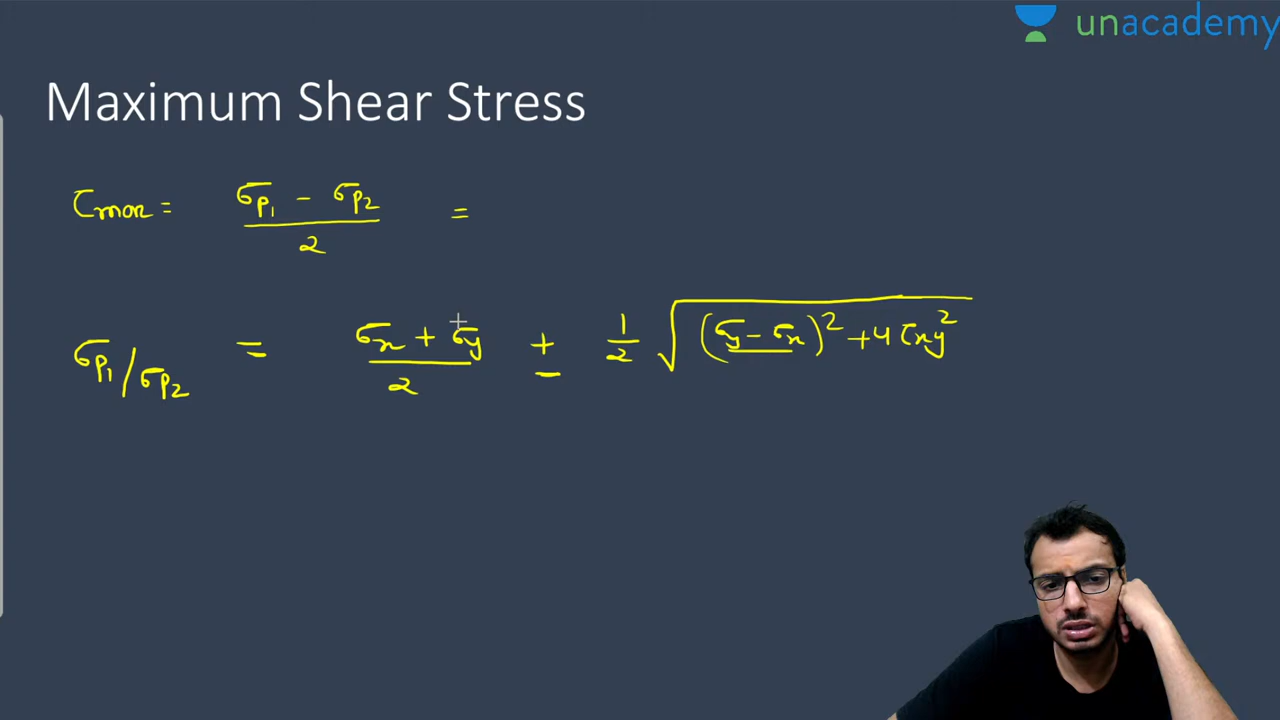 unacademy
Maximum Shear Stress
τmax = (σp₁ − σp₂)/2 =
σp₁/σp₂ = (σx + σy)/2 ± 1/2 √((σy − σx)² + 4τxy²)